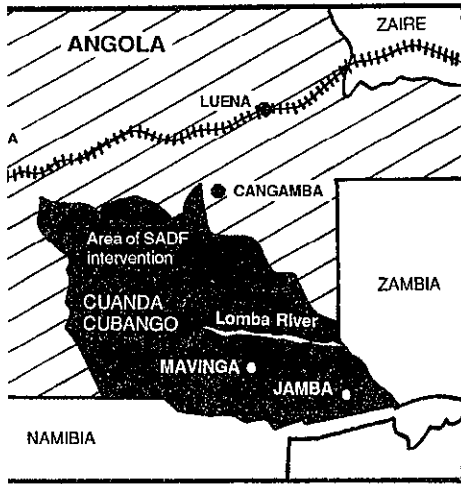 ZAIRE
ANGOLA
LUENA
A
CANGAMBA
Area of SADF
intervention
ZAMBIA
CUANDA
CUBANGO
Lomba River
MAVINGA
JAMBA
NAMIBIA